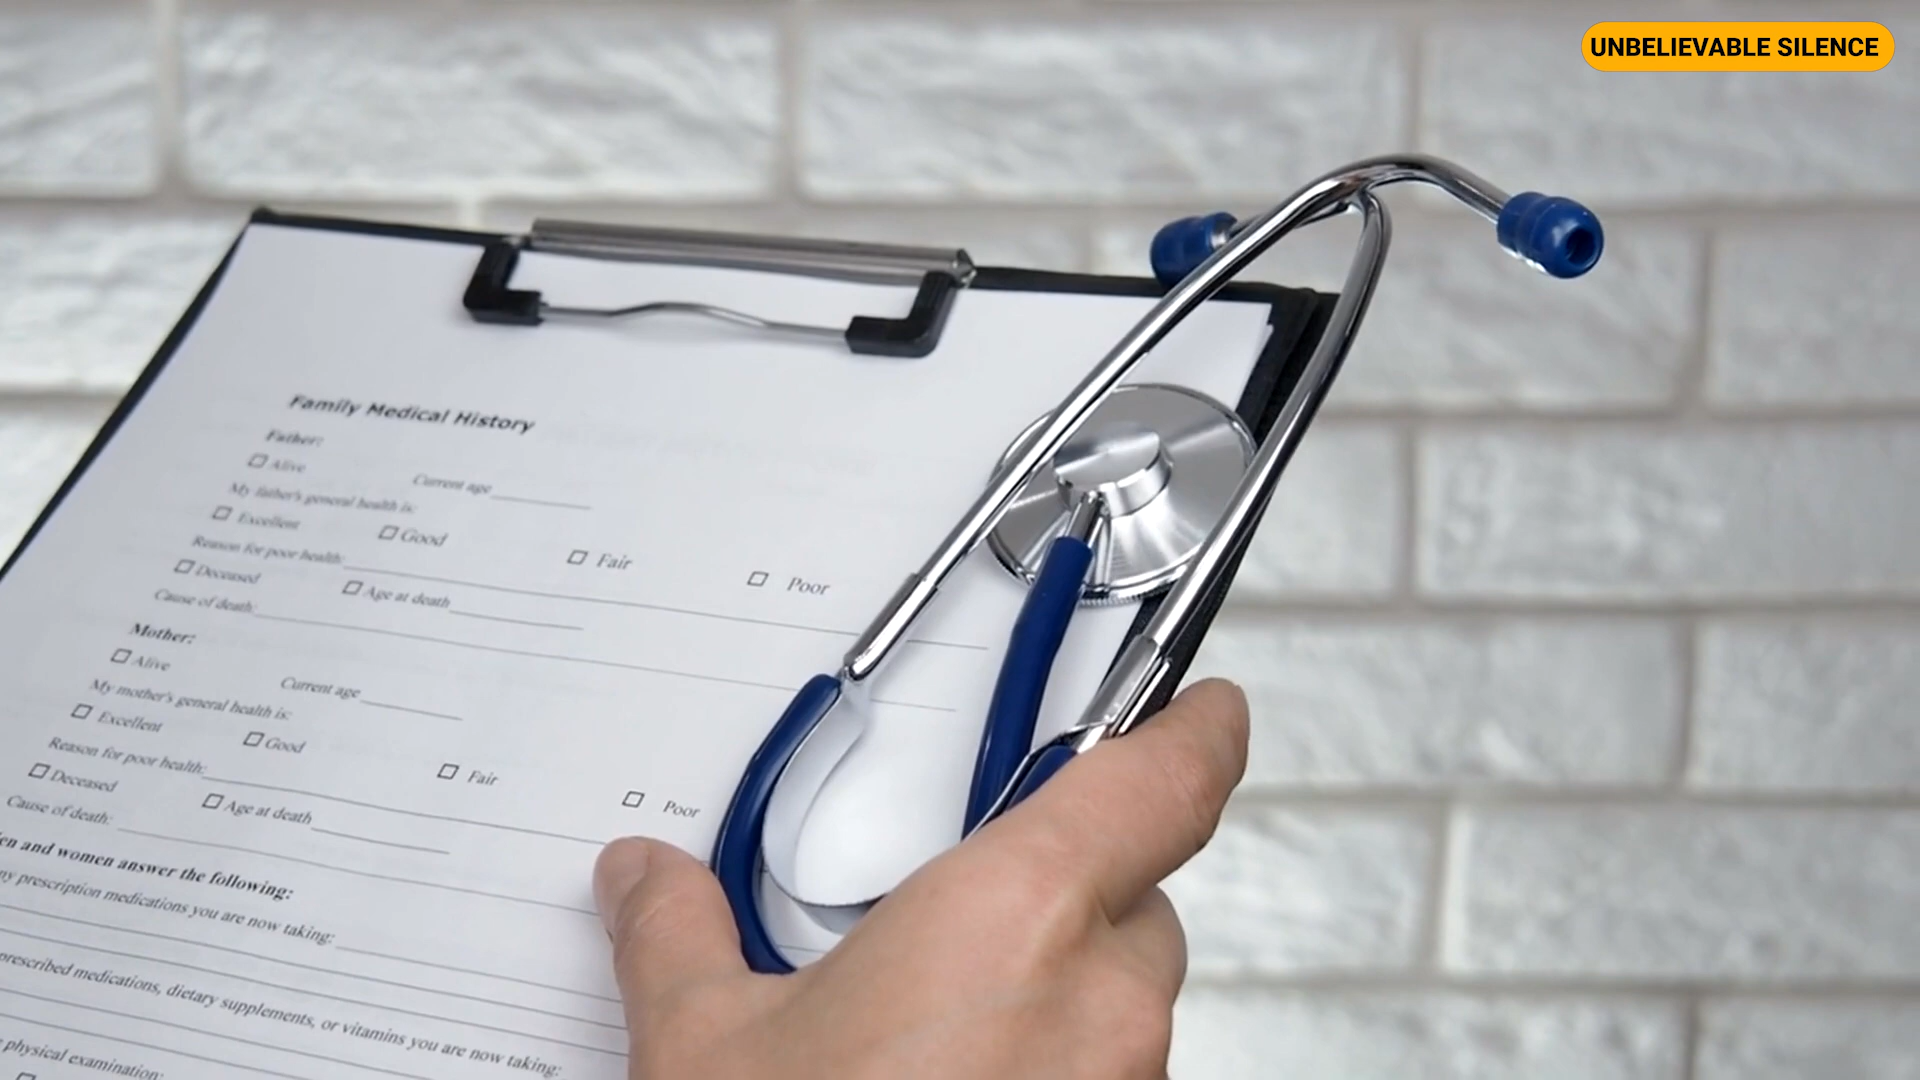 UNBELIEVABLE SILENCE
Family Medical History
Father:
Alive Current age
My father's general health is:
Excellent Good Fair Poor
Reason for poor health:
Deceased Age at death
Cause of death:
Mother:
Alive Current age
My mother's general health is:
Excellent Good Fair Poor
Reason for poor health:
Deceased Age at death
Cause of death:
and women answer the following:
prescription medications you are now taking:
prescribed medications, dietary supplements, or vitamins you are now taking:
physical examination: